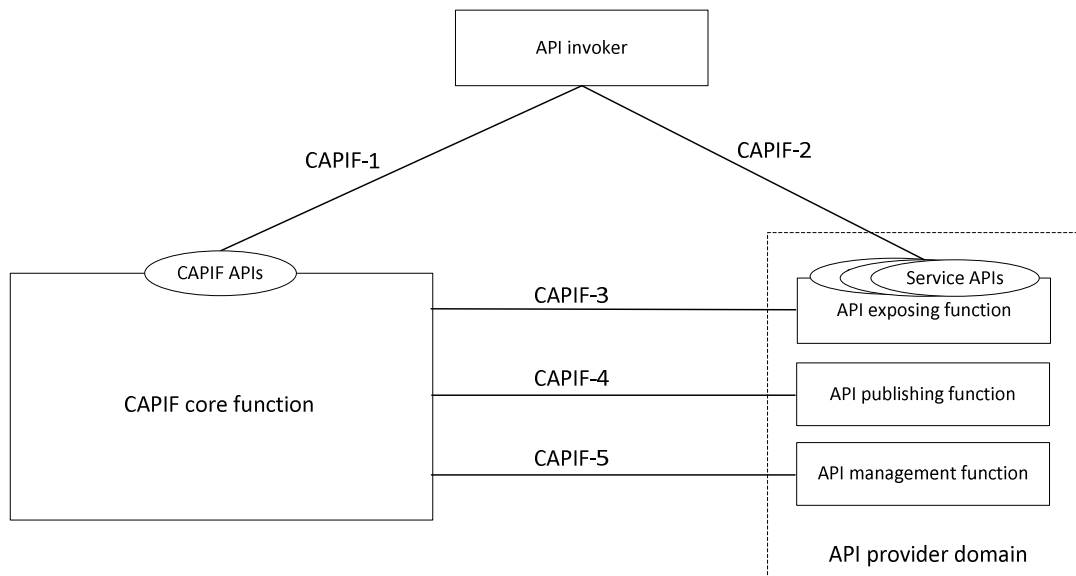 API invoker
CAPIF-1
CAPIF-2
CAPIF APIs
Service APIs
CAPIF-3
API exposing function
CAPIF-4
API publishing function
CAPIF core function
CAPIF-5
API management function
API provider domain